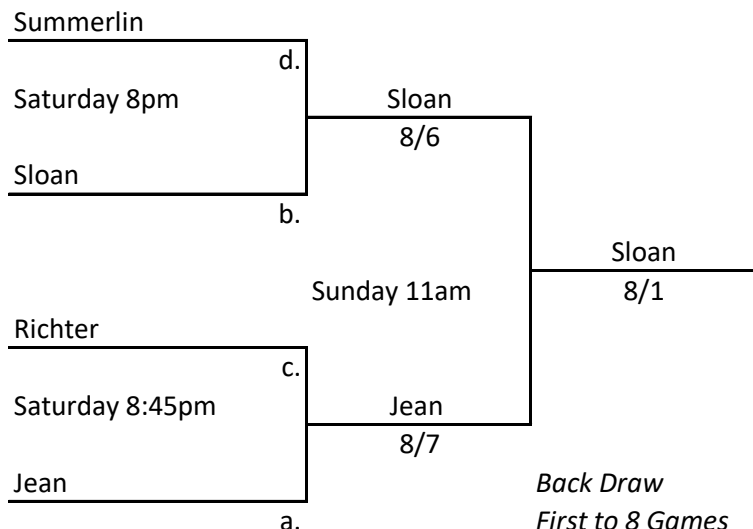 Summerlin
d.
Saturday 8pm
Sloan
8/6
Sloan
b.
Sloan
Sunday 11am
8/1
Richter
c.
Saturday 8:45pm
Jean
8/7
Jean
Back Draw
a.
First to 8 Games